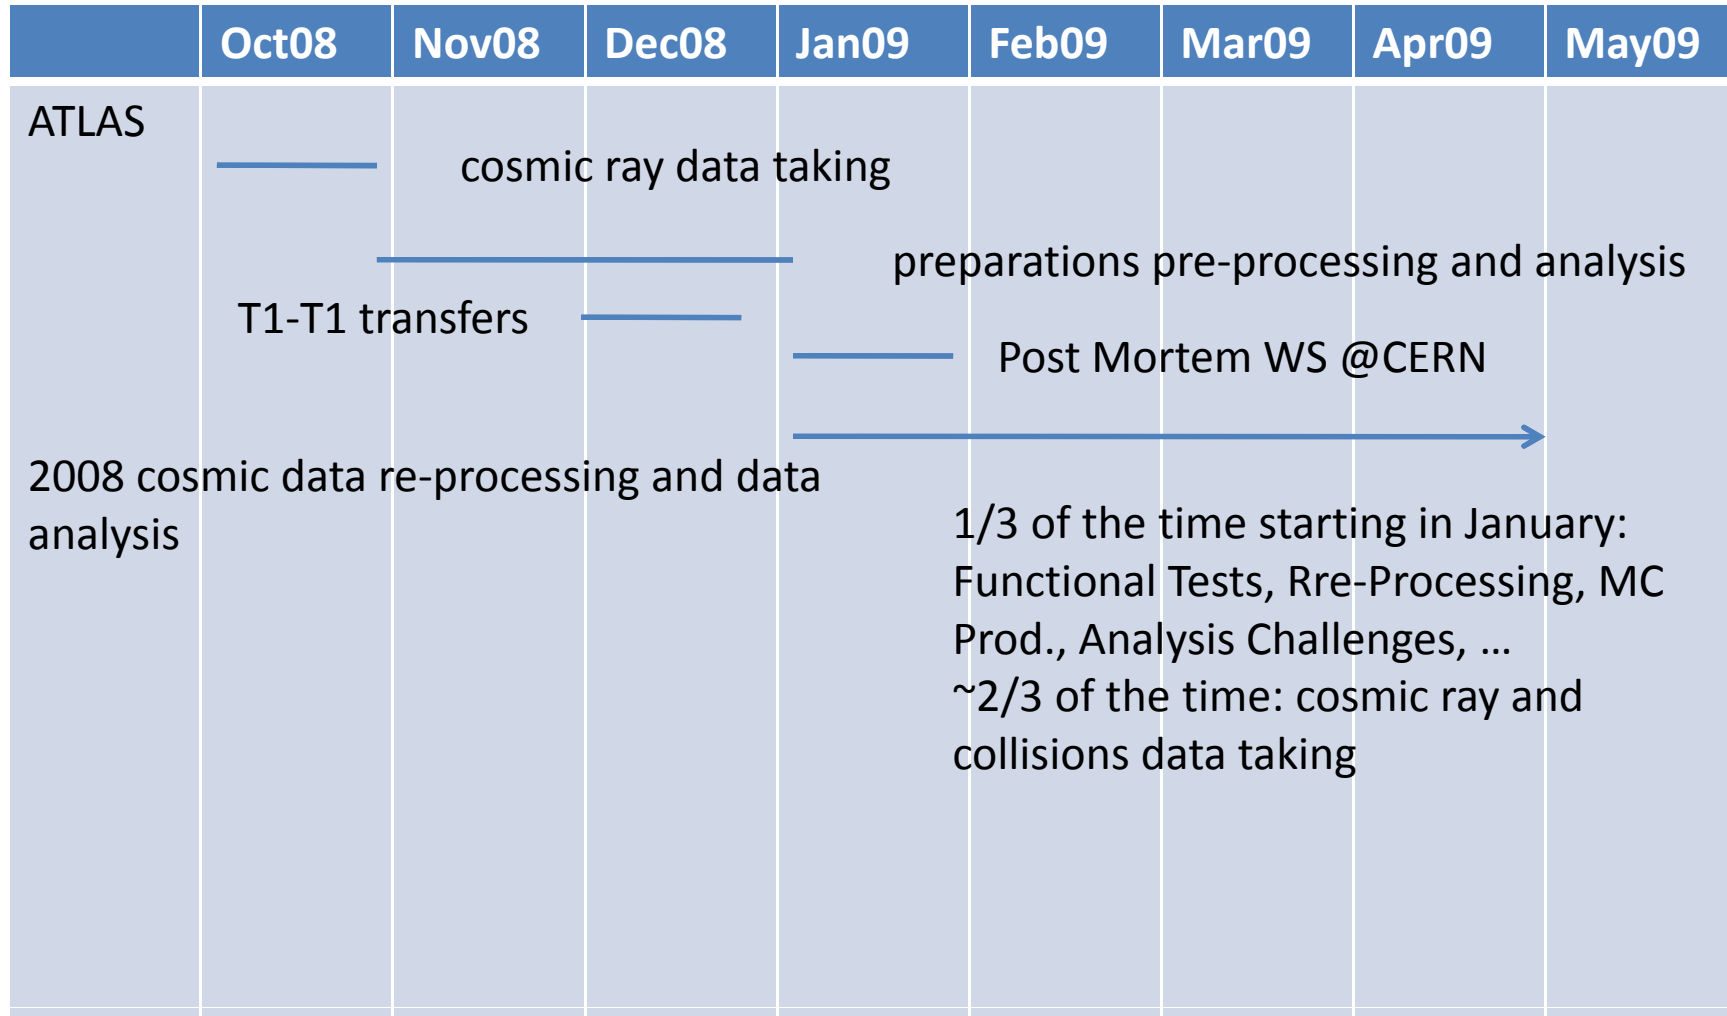 Oct08 Nov08 Dec08 Jan09 Feb09 Mar09 Apr09 May09
ATLAS
cosmic ray data taking
preparations pre-processing and analysis
T1-T1 transfers
Post Mortem WS @CERN
2008 cosmic data re-processing and data
analysis
1/3 of the time starting in January:
Functional Tests, Rre-Processing, MC
Prod., Analysis Challenges, …
~2/3 of the time: cosmic ray and
collisions data taking